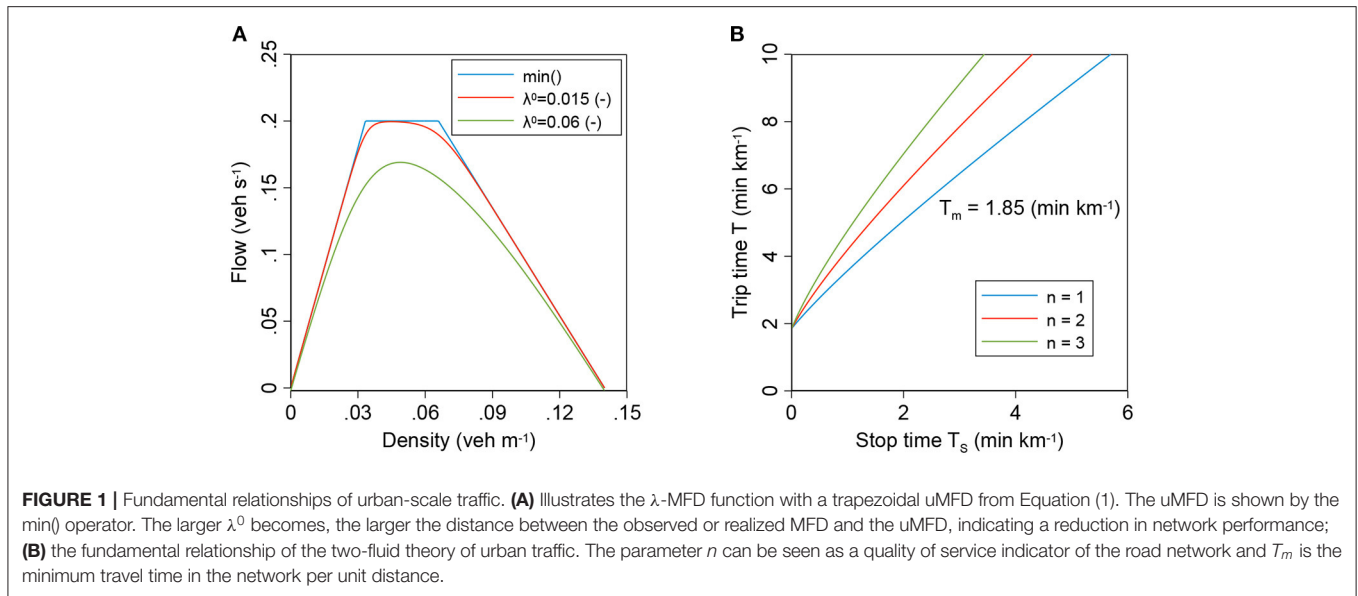 A
Flow (veh s-1)
.25
.2
.15
.1
.05
0
min()
λ0=0.015 (-)
λ0=0.06 (-)
0 .03 .06 .09 .12 .15
Density (veh m-1)
B
Trip time T (min km-1)
10
8
6
4
2
0
Tm = 1.85 (min km-1)
n = 1
n = 2
n = 3
0 2 4 6
Stop time TS (min km-1)
FIGURE 1 | Fundamental relationships of urban-scale traffic. (A) Illustrates the λ-MFD function with a trapezoidal uMFD from Equation (1). The uMFD is shown by the
min() operator. The larger λ0 becomes, the larger the distance between the observed or realized MFD and the uMFD, indicating a reduction in network performance;
(B) the fundamental relationship of the two-fluid theory of urban traffic. The parameter n can be seen as a quality of service indicator of the road network and Tm is the
minimum travel time in the network per unit distance.